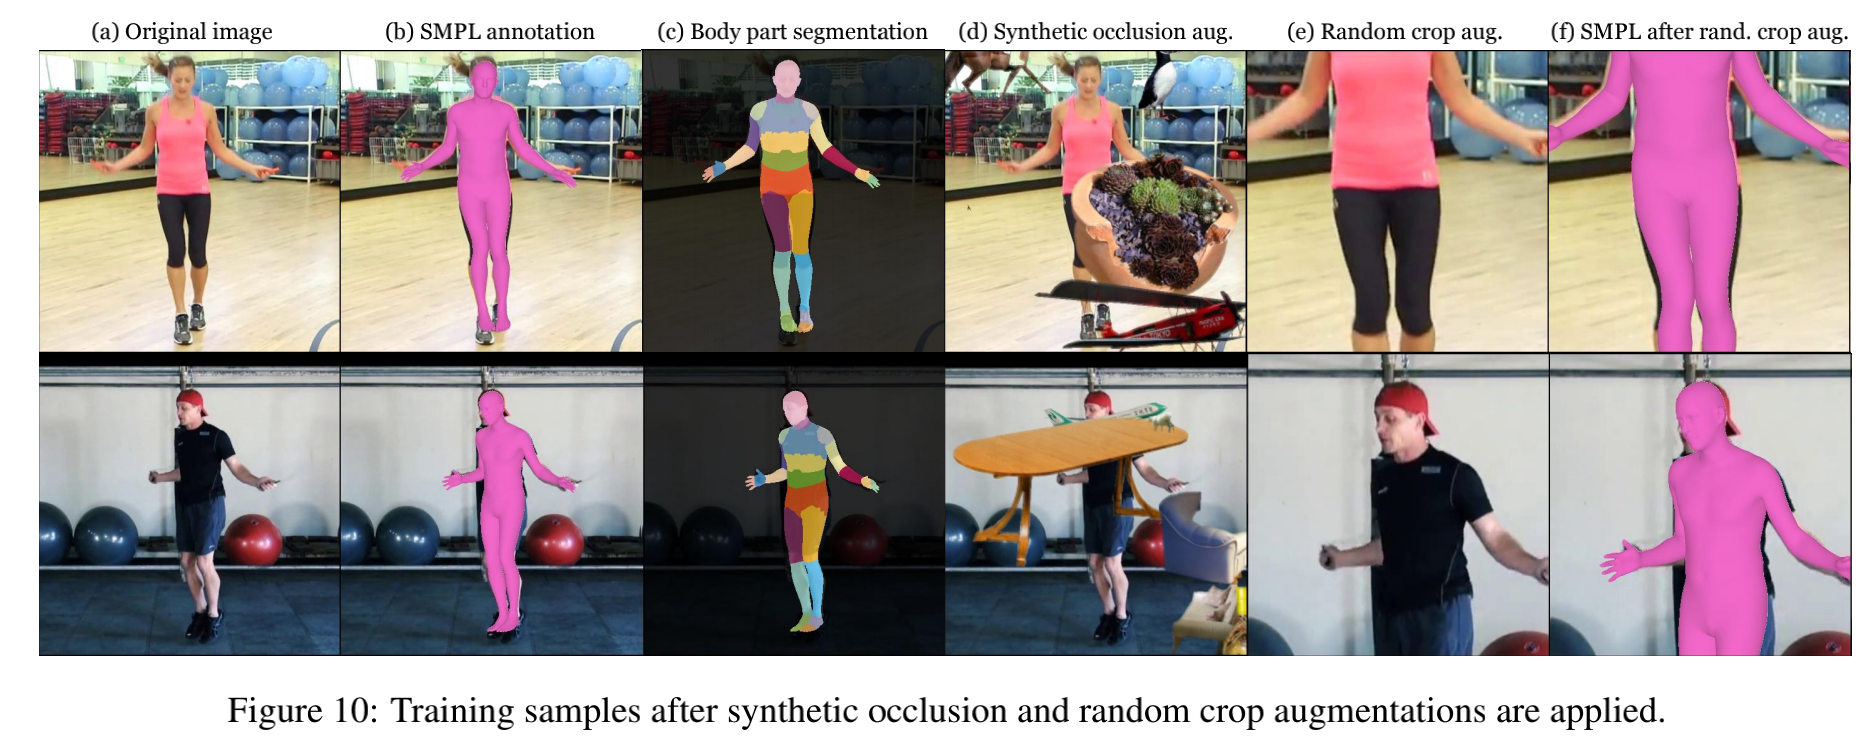 (a) Original image
(b) SMPL annotation
(c) Body part segmentation
(d) Synthetic occlusion aug.
(e) Random crop aug.
(f) SMPL after rand. crop aug.
Figure 10: Training samples after synthetic occlusion and random crop augmentations are applied.